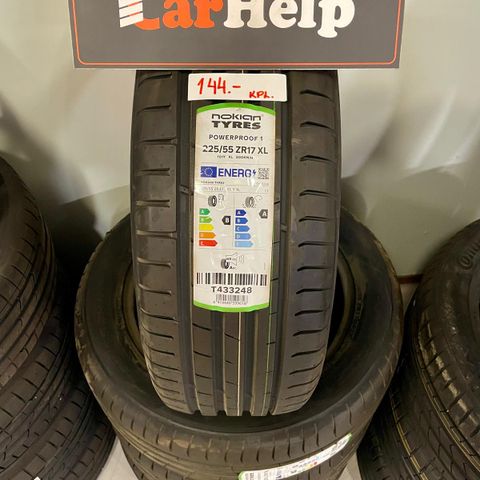 CarHelp
144.-
KPL.
nokian
TYRES
POWERPROOF 1
225/55 ZR17 XL
ENERG
B
A
T433248